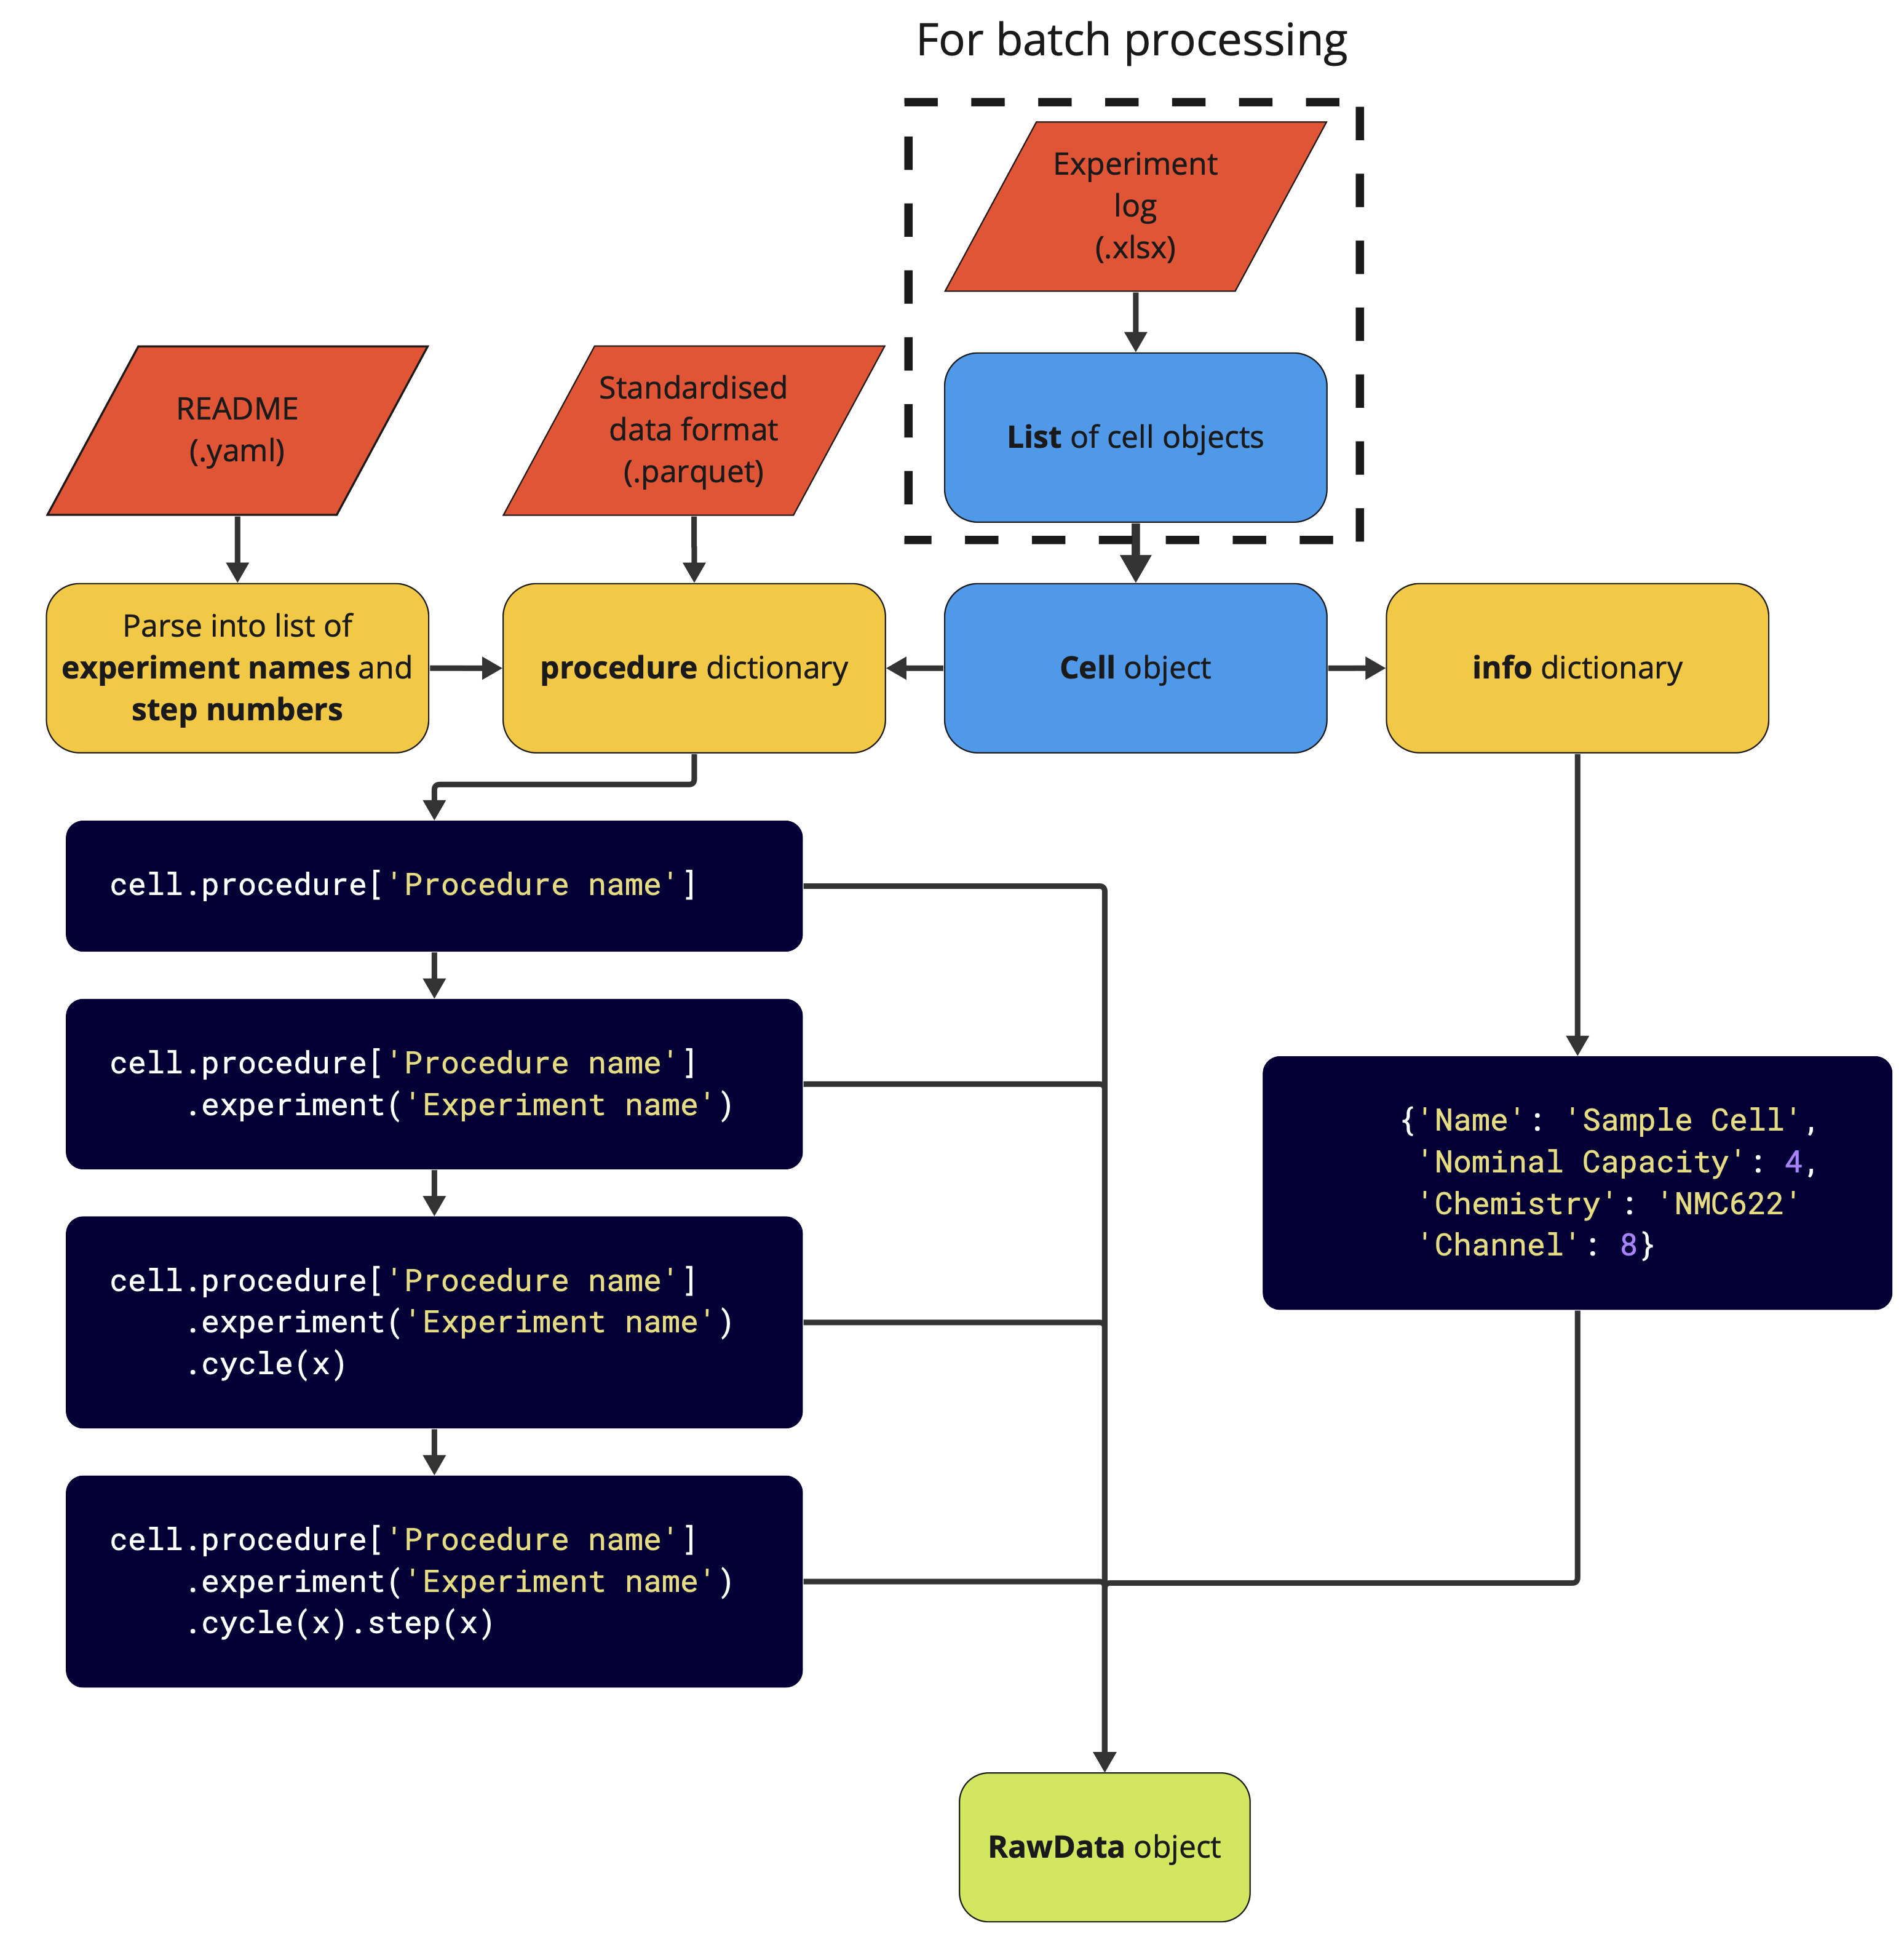 For batch processing
Experiment
log
(.xlsx)
README
(.yaml)
Standardised
data format
(.parquet)
List of cell objects
Parse into list of
experiment names and
step numbers
procedure dictionary
Cell object
info dictionary
cell.procedure['Procedure name']
cell.procedure['Procedure name']
.experiment('Experiment name')
cell.procedure['Procedure name']
.experiment('Experiment name')
.cycle(x)
cell.procedure['Procedure name']
.experiment('Experiment name')
.cycle(x).step(x)
{'Name': 'Sample Cell',
'Nominal Capacity': 4,
'Chemistry': 'NMC622'
'Channel': 8}
RawData object